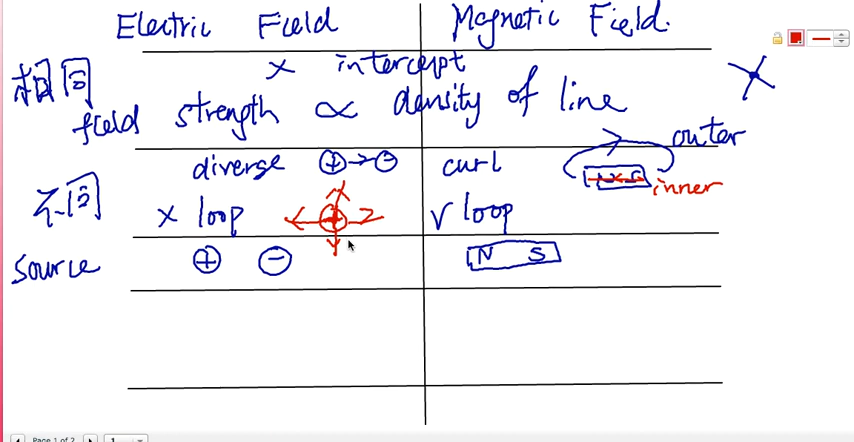 Electric Field Magnetic Field.
相同 × intercept
field strength ∝ density of line
不同 diverse ⊕→⊖ curl N S outer
inner
× loop + √ loop
Source ⊕ ⊖ N S
Page 1 of 2 1